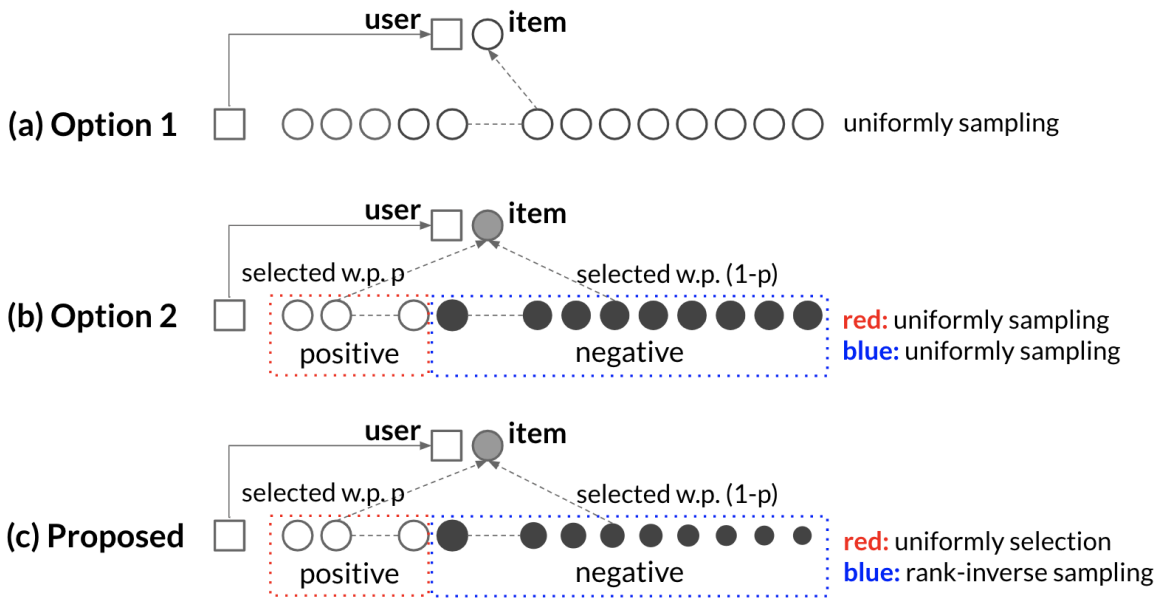 user item
(a) Option 1
uniformly sampling
user item
selected w.p. p
selected w.p. (1-p)
(b) Option 2
positive
negative
red: uniformly sampling
blue: uniformly sampling
user item
selected w.p. p
selected w.p. (1-p)
(c) Proposed
positive
negative
red: uniformly selection
blue: rank-inverse sampling